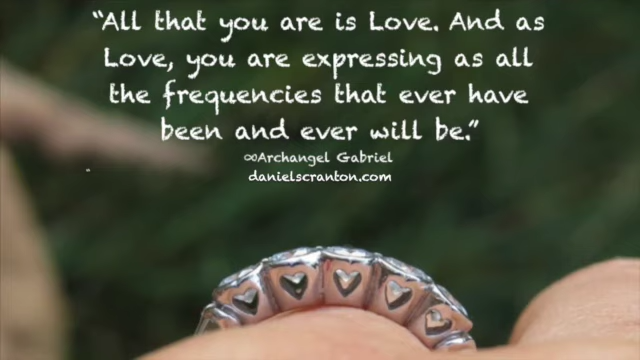 “All that you are is Love. And as
Love, you are expressing as all
the frequencies that ever have
been and ever will be.”
∞Archangel Gabriel
danielscranton.com